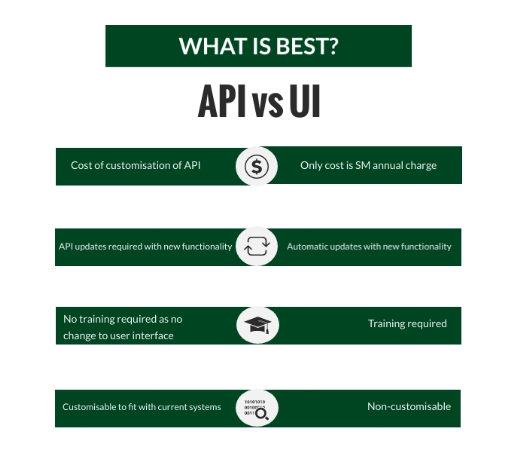 WHAT IS BEST?
API vs UI
Cost of customisation of API
$
Only cost is SM annual charge
API updates required with new functionality
Automatic updates with new functionality
No training required as no
change to user interface
Training required
Customisable to fit with current systems
10101010
Non-customisable